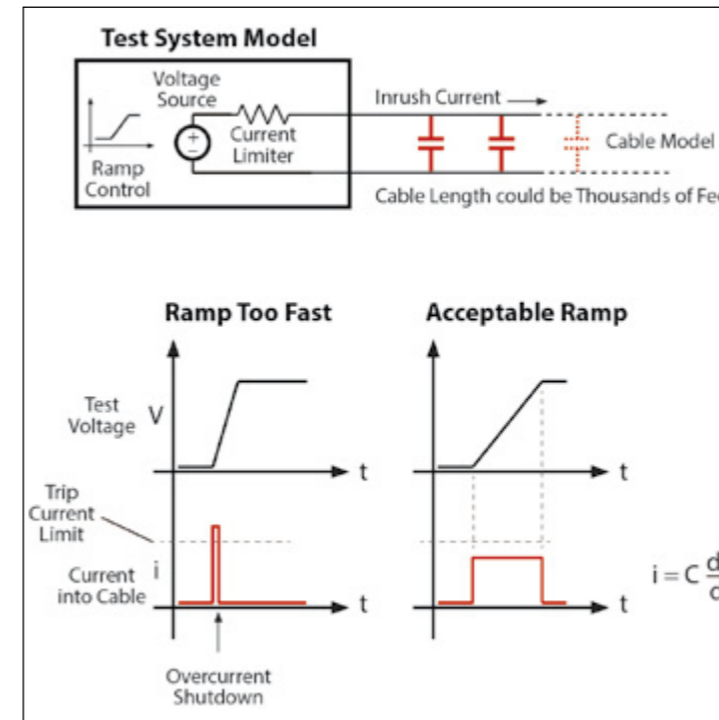 Test System Model
Voltage
Source
Inrush Current
Current
Limiter
Cable Model
Ramp
Control
Cable Length could be Thousands of
Ramp Too Fast
Acceptable Ramp
Test
Voltage
V
t
t
Trip
Current
Limit
i
Current
into Cable
t
t
i = C
Overcurrent
Shutdown